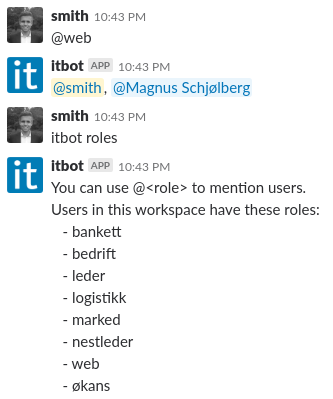 smith 10:43 PM
@web
it
itbot APP 10:43 PM
@smith, @Magnus Schjølberg
smith 10:43 PM
itbot roles
it
itbot APP 10:43 PM
You can use @<role> to mention users.
Users in this workspace have these roles:
- bankett
- bedrift
- leder
- logistikk
- marked
- nestleder
- web
- økans